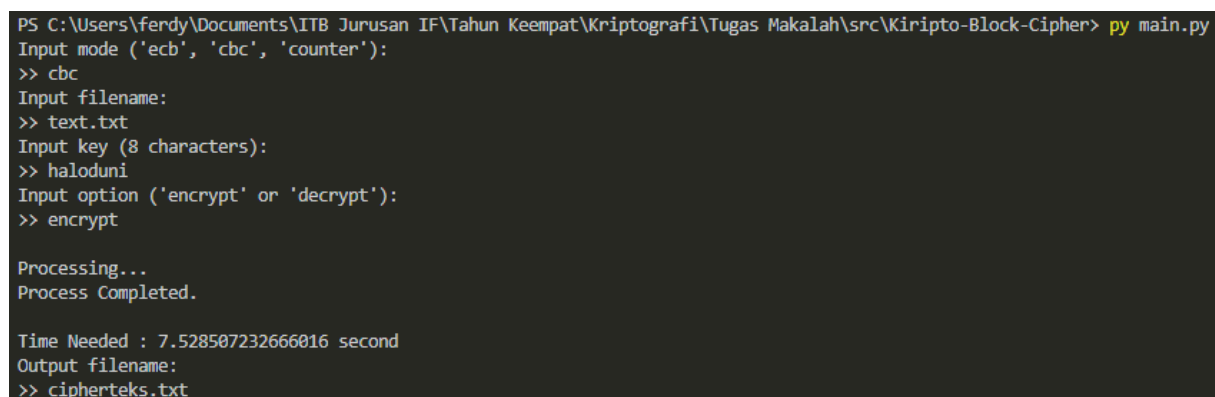 PS C:\Users\ferdy\Documents\ITB Jurusan IF\Tahun Keempat\Kriptografi\Tugas Makalah\src\Kiripto-Block-Cipher> py main.py
Input mode ('ecb', 'cbc', 'counter'):
>> cbc
Input filename:
>> text.txt
Input key (8 characters):
>> haloduni
Input option ('encrypt' or 'decrypt'):
>> encrypt
Processing...
Process Completed.
Time Needed : 7.528507232666016 second
Output filename:
>> cipherteks.txt